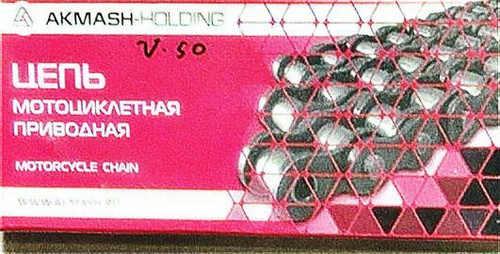 AKMASH-HOLDING
V.50
ЦЕПЬ
МОТОЦИКЛЕТНАЯ
ПРИВОДНАЯ
MOTORCYCLE CHAIN